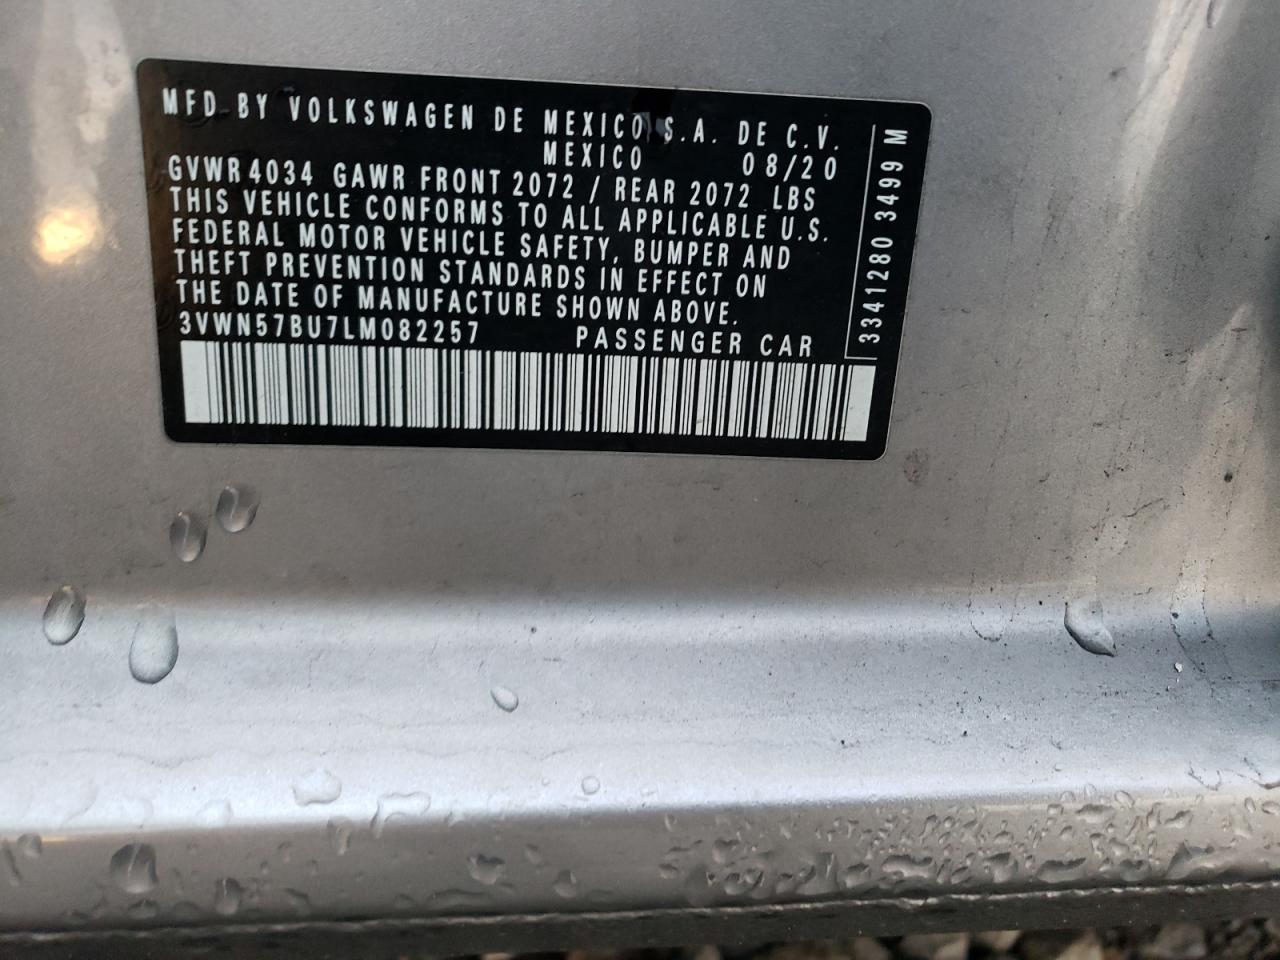 MFD BY VOLKSWAGEN DE MEXICO S.A. DE C.V.
MEXICO 08/20
GVWR 4034 GAWR FRONT 2072 / REAR 2072 LBS
THIS VEHICLE CONFORMS TO ALL APPLICABLE U.S.
FEDERAL MOTOR VEHICLE SAFETY, BUMPER AND
THEFT PREVENTION STANDARDS IN EFFECT ON
THE DATE OF MANUFACTURE SHOWN ABOVE.
3VWN57BU7LM082257 PASSENGER CAR
3341280 3499 M